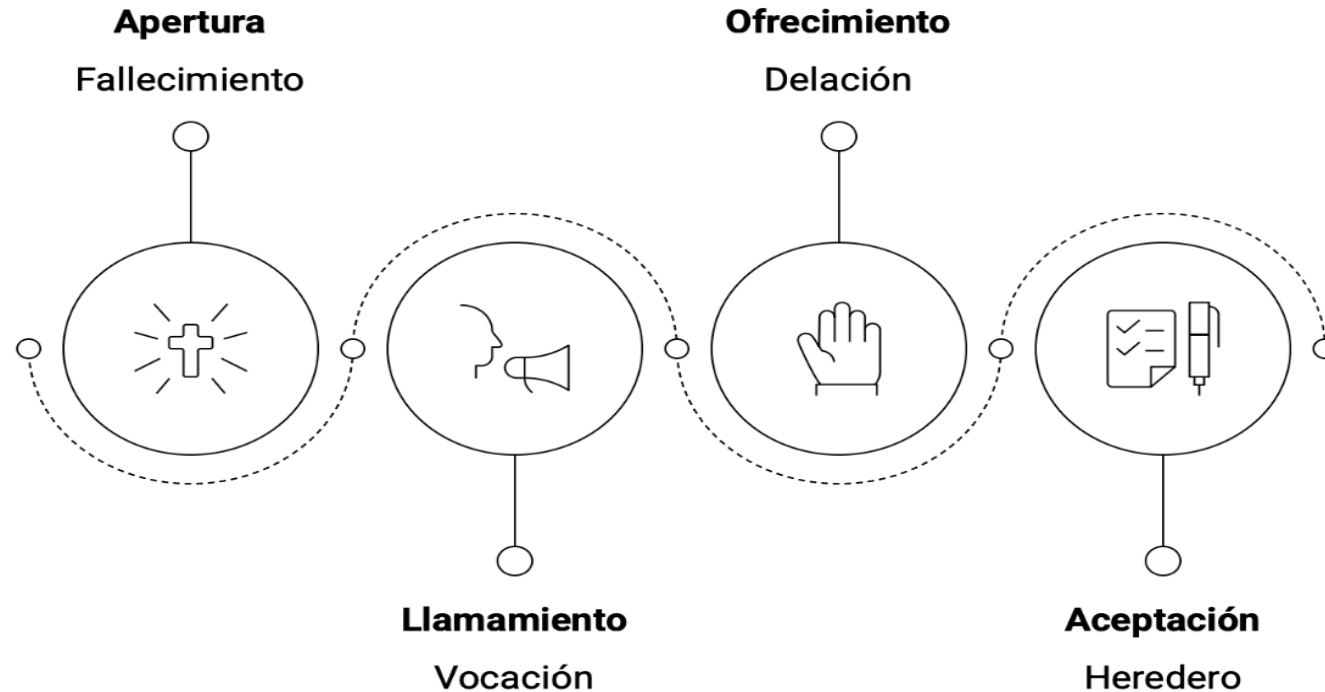 Apertura
Fallecimiento
Llamamiento
Vocación
Ofrecimiento
Delación
Aceptación
Heredero